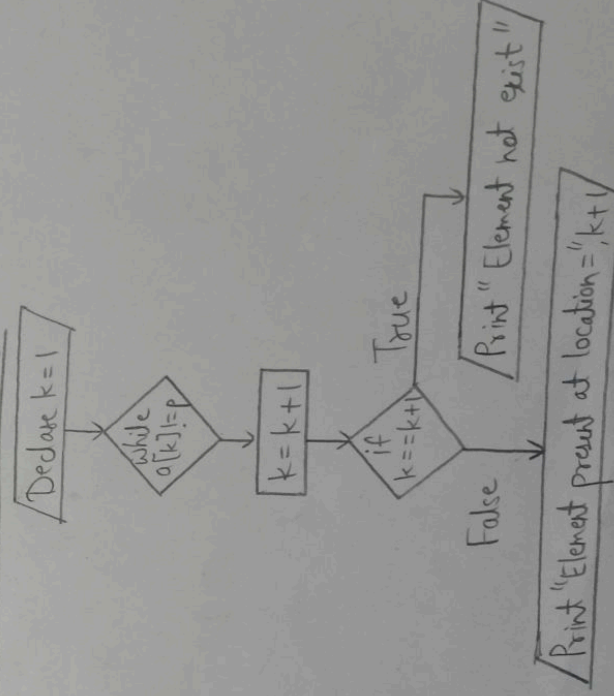 Declare k=1
while
a[k]!=p
k=k+1
if
k==k+1
True
False
Print "Element not exist"
Print "Element present at location=",k+1